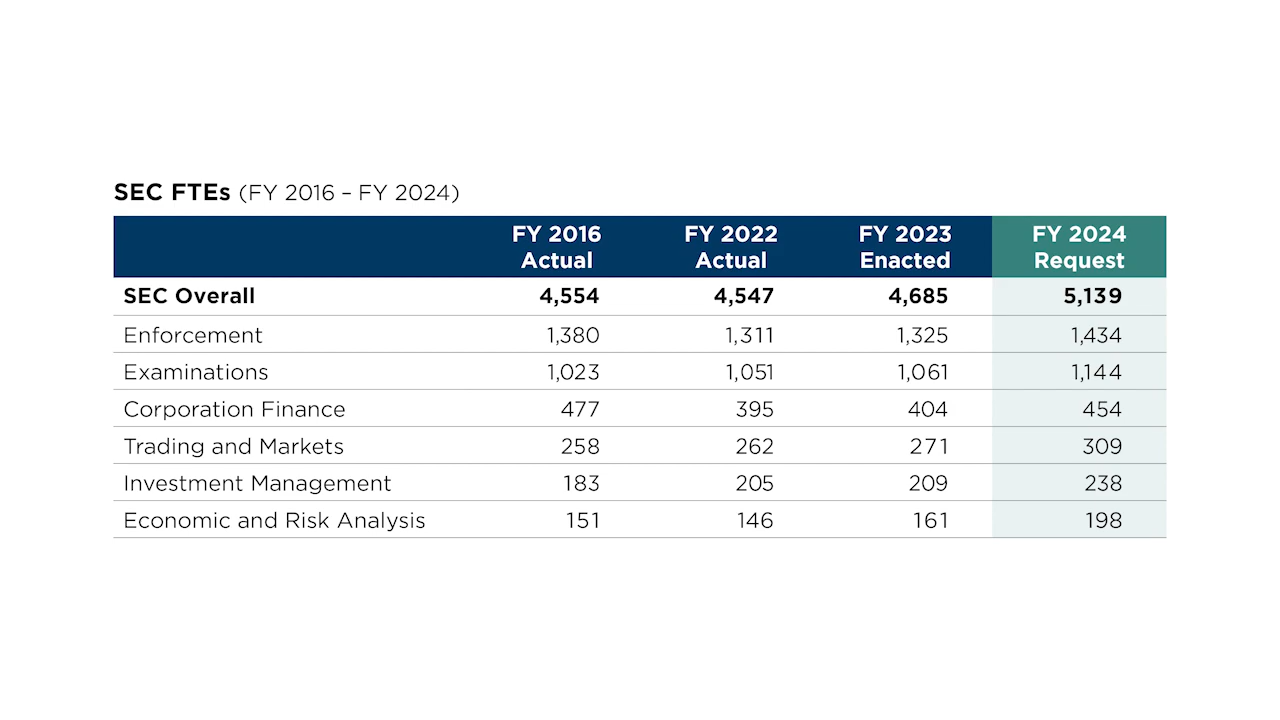 SEC FTEs (FY 2016 – FY 2024)
FY 2016 Actual FY 2022 Actual FY 2023 Enacted FY 2024 Request
SEC Overall 4,554 4,547 4,685 5,139
Enforcement 1,380 1,311 1,325 1,434
Examinations 1,023 1,051 1,061 1,144
Corporation Finance 477 395 404 454
Trading and Markets 258 262 271 309
Investment Management 183 205 209 238
Economic and Risk Analysis 151 146 161 198